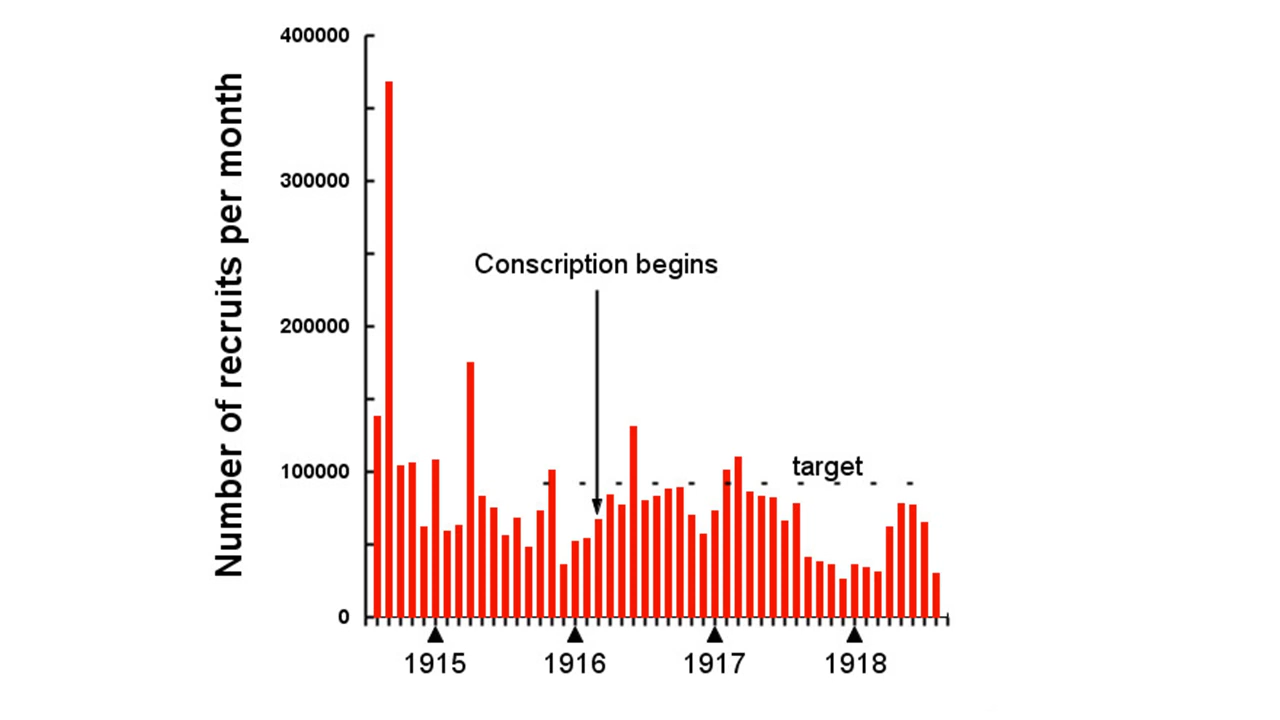 Number of recruits per month
400000
300000
200000
100000
0
Conscription begins
target
1915 1916 1917 1918